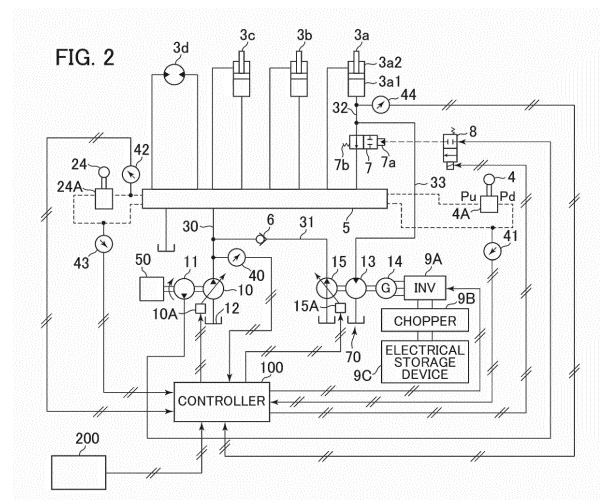 FIG. 2
3d
3c
3b
3a
3a2
3a1
44
32
8
24
42
7b
7
7a
4
24A
33
Pu
Pd
4A
5
30
6
31
43
41
50
11
40
15
13
14
9A
INV
9B
10
10A
12
15A
CHOPPER
70
ELECTRICAL
STORAGE
DEVICE
9C
G
100
CONTROLLER
200